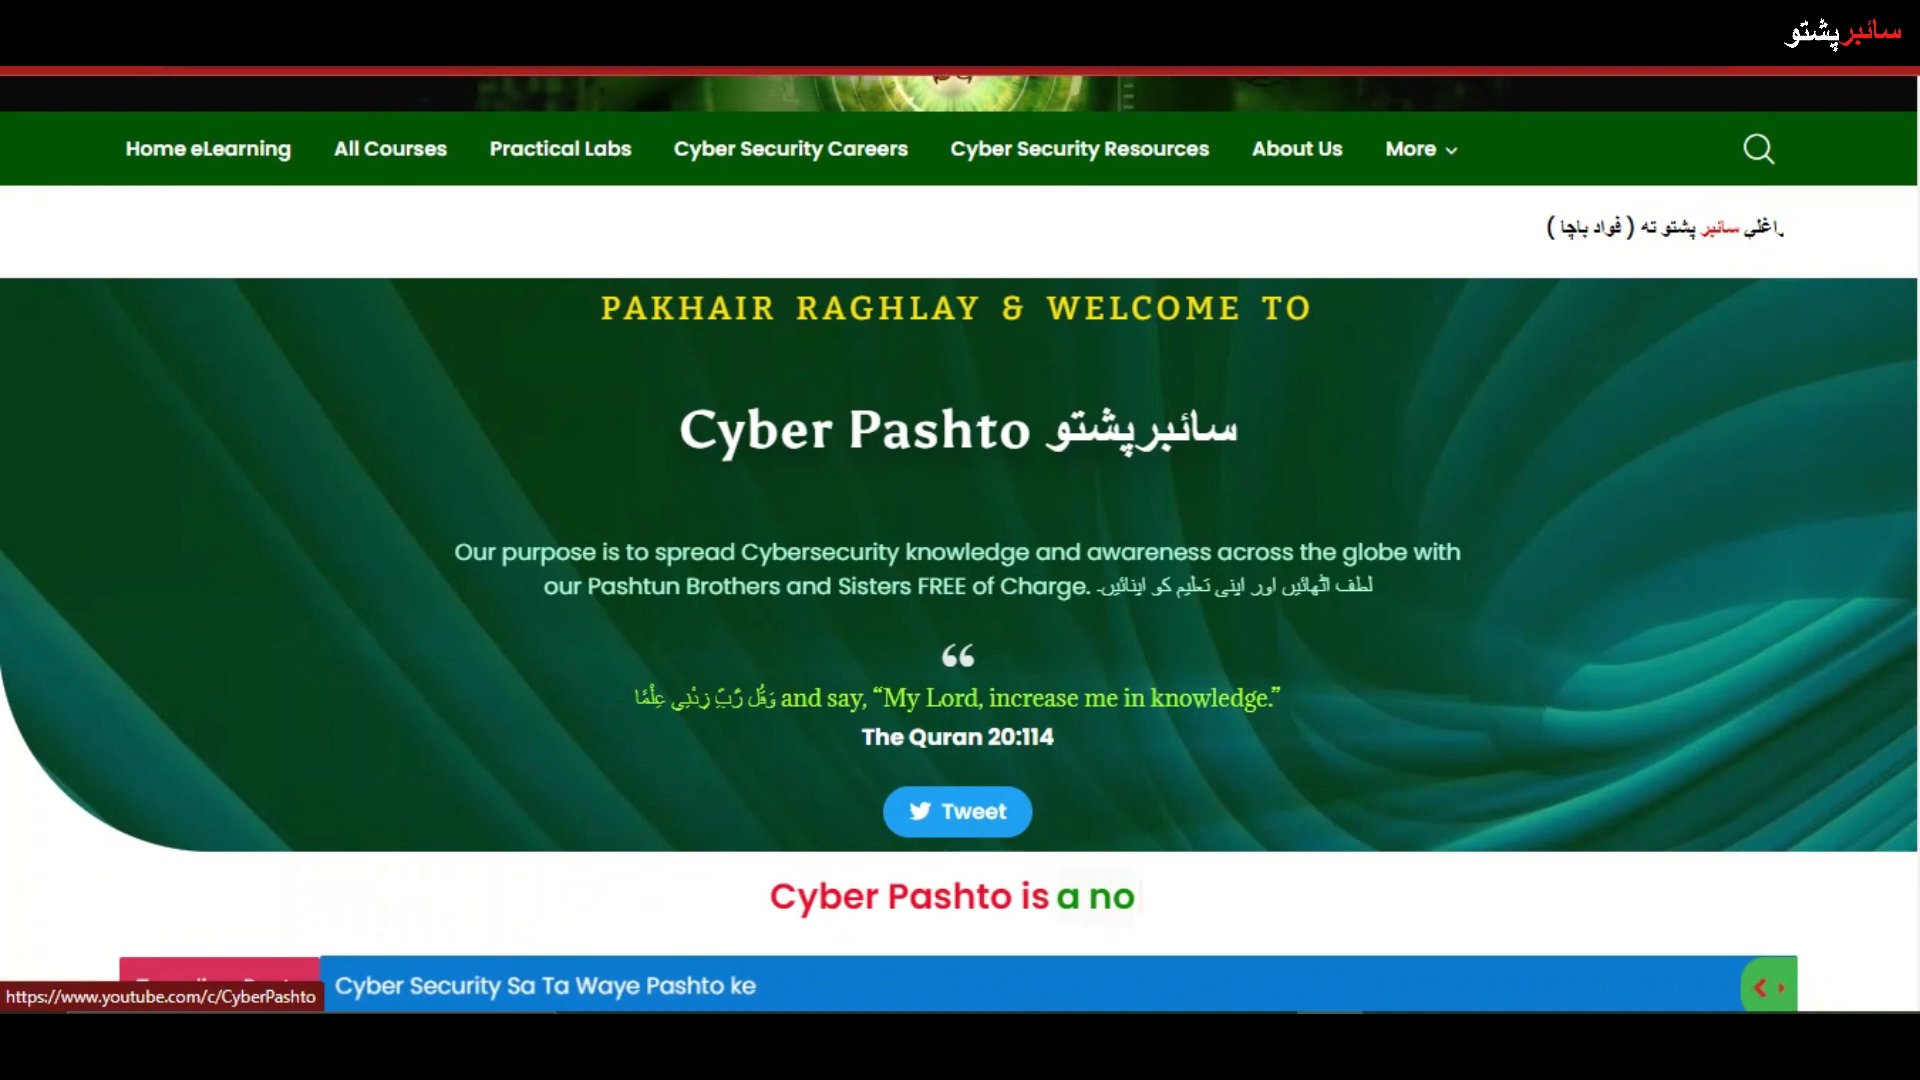 سائبرپشتو
Home eLearning All Courses Practical Labs Cyber Security Careers Cyber Security Resources About Us More
راغلي سائبر پشتو ته ( فواد باچا )
PAKHAIR RAGHLAY & WELCOME TO
Cyber Pashto سائبرپشتو
Our purpose is to spread Cybersecurity knowledge and awareness across the globe with
our Pashtun Brothers and Sisters FREE of Charge. لطف اٹھائیں اور اپنی تعلیم کو اپنائیں۔
“
وَقُل رَّبِّ زِدْنِي عِلْمًا and say, “My Lord, increase me in knowledge.”
The Quran 20:114
Tweet
Cyber Pashto is a no
Cyber Security Sa Ta Waye Pashto ke
https://www.youtube.com/c/CyberPashto